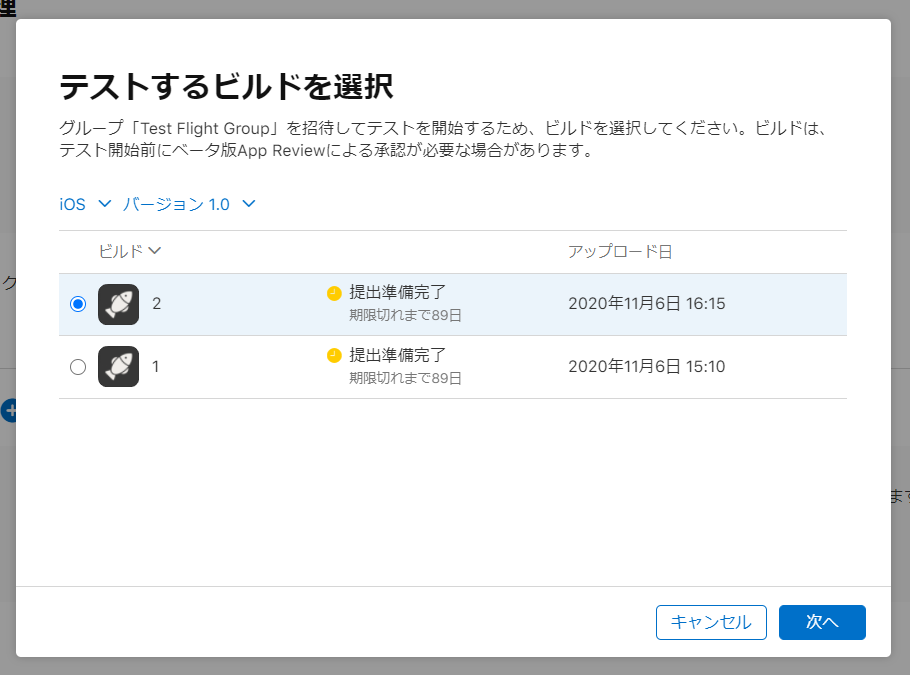 理
テストするビルドを選択
グループ「Test Flight Group」を招待してテストを開始するため、ビルドを選択してください。ビルドは、
テスト開始前にベータ版App Reviewによる承認が必要な場合があります。
iOS バージョン 1.0
ビルド アップロード日
ク
2 提出準備完了 2020年11月6日 16:15
期限切れまで89日
1 提出準備完了 2020年11月6日 15:10
期限切れまで89日
ます
キャンセル 次へ